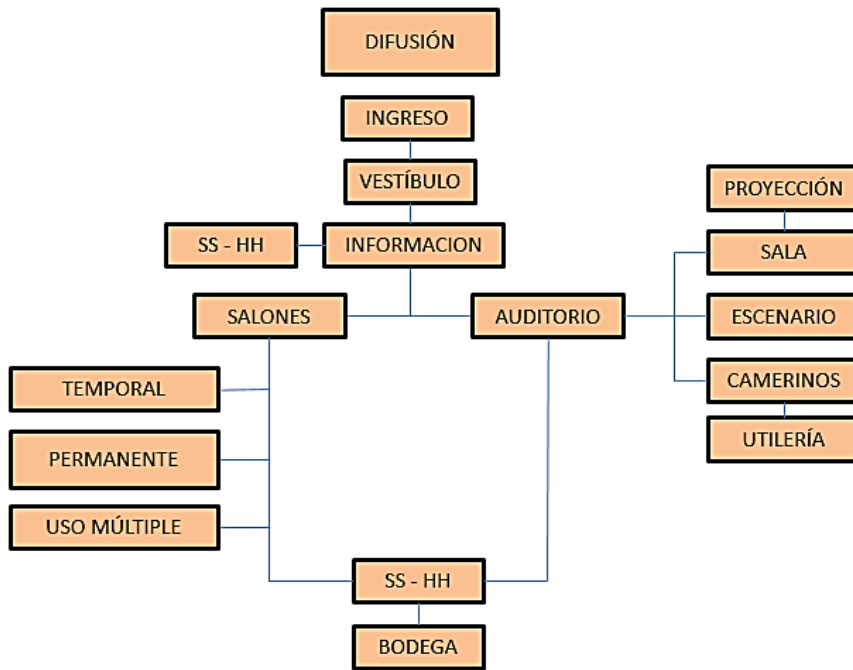 DIFUSIÓN
INGRESO
VESTÍBULO
PROYECCIÓN
SS - HH
INFORMACION
SALA
SALONES
AUDITORIO
ESCENARIO
TEMPORAL
CAMERINOS
PERMANENTE
UTILERÍA
USO MÚLTIPLE
SS - HH
BODEGA